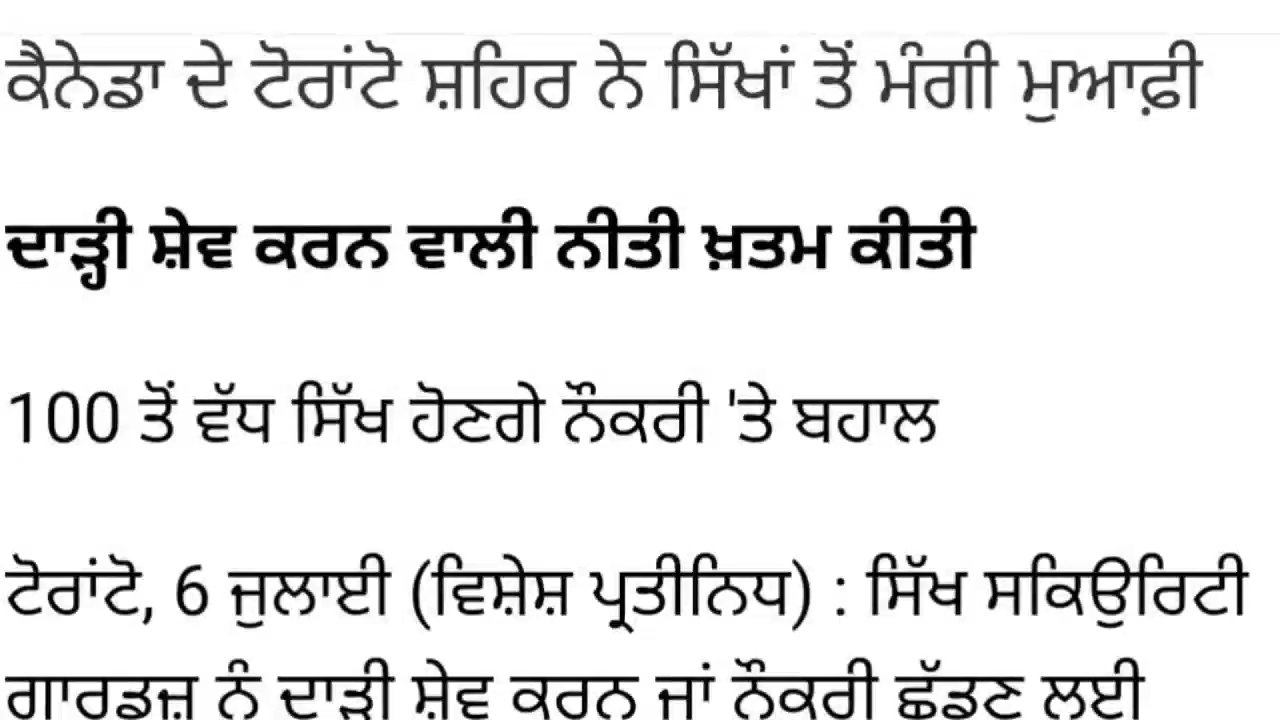 ਕੈਨੇਡਾ ਦੇ ਟੋਰਾਂਟੋ ਸ਼ਹਿਰ ਨੇ ਸਿੱਖਾਂ ਤੋਂ ਮੰਗੀ ਮੁਆਫ਼ੀ
ਦਾੜ੍ਹੀ ਸ਼ੇਵ ਕਰਨ ਵਾਲੀ ਨੀਤੀ ਖ਼ਤਮ ਕੀਤੀ
100 ਤੋਂ ਵੱਧ ਸਿੱਖ ਹੋਣਗੇ ਨੌਕਰੀ 'ਤੇ ਬਹਾਲ
ਟੋਰਾਂਟੋ, 6 ਜੁਲਾਈ (ਵਿਸ਼ੇਸ਼ ਪ੍ਰਤੀਨਿਧ) : ਸਿੱਖ ਸਕਿਉਰਿਟੀ
ਗਾਰਡਜ਼ ਨੂੰ ਦਾੜੀ ਸ਼ੇਵ ਕਰਨ ਜਾਂ ਨੌਕਰੀ ਛੱਡਣ ਲਈ